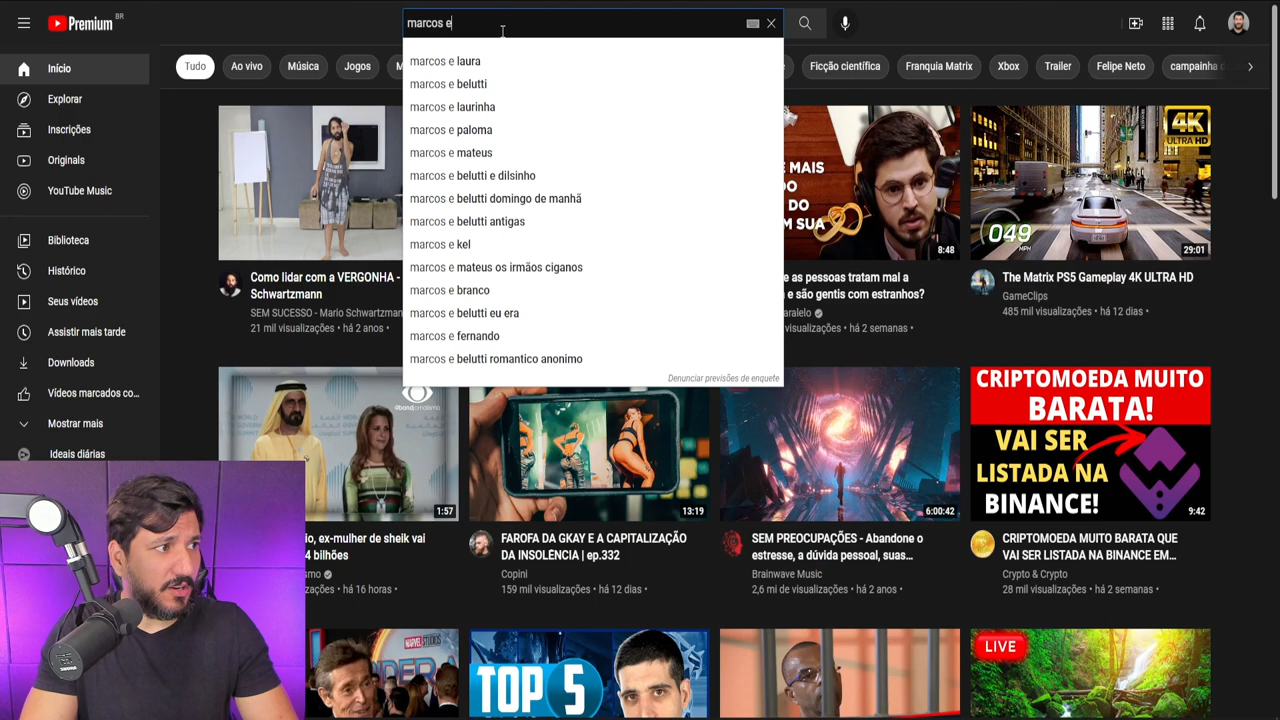 Premium BR
marcos e
Início
Explorar
Inscrições
Originals
YouTube Music
Biblioteca
Histórico
Seus vídeos
Assistir mais tarde
Downloads
Vídeos marcados co...
Mostrar mais
Ideais diárias
Tudo
Ao vivo
Música
Jogos
M
Ficção científica
Franquia Matrix
Xbox
Trailer
Felipe Neto
campainha d
marcos e laura
marcos e belutti
marcos e laurinha
marcos e paloma
marcos e mateus
marcos e belutti e dilsinho
marcos e belutti domingo de manhã
marcos e belutti antigas
marcos e kel
marcos e mateus os irmãos ciganos
marcos e branco
marcos e belutti eu era
marcos e fernando
marcos e belutti romantico anonimo
Denunciar previsões de enquete
Como lidar com a VERGONHA -
Schwartzmann
SEM SUCESSO - Mario Schwartzman
21 mil visualizações • há 2 anos •
E MAIS
DO
M SUA
8:48
e as pessoas tratam mal a
e são gentis com estranhos?
aralelo
visualizações • há 2 semanas •
4K
ULTRA HD
049
MPH
29:01
The Matrix PS5 Gameplay 4K ULTRA HD
GameClips
485 mil visualizações • há 12 dias •
@bandjornalismo
1:57
io, ex-mulher de sheik vai
4 bilhões
smo
zações • há 16 horas •
13:19
FAROFA DA GKAY E A CAPITALIZAÇÃO
DA INSOLÊNCIA | ep.332
Copini
159 mil visualizações • há 12 dias •
6:00:42
SEM PREOCUPAÇÕES - Abandone o
estresse, a dúvida pessoal, suas...
Brainwave Music
2,6 mi de visualizações • há 2 anos •
CRIPTOMOEDA MUITO
BARATA!
VAI SER
LISTADA NA
BINANCE!
9:42
CRIPTOMOEDA MUITO BARATA QUE
VAI SER LISTADA NA BINANCE EM...
Crypto & Crypto
28 mil visualizações • há 2 semanas •
MARVEL STUDIOS
TOP 5
LIVE